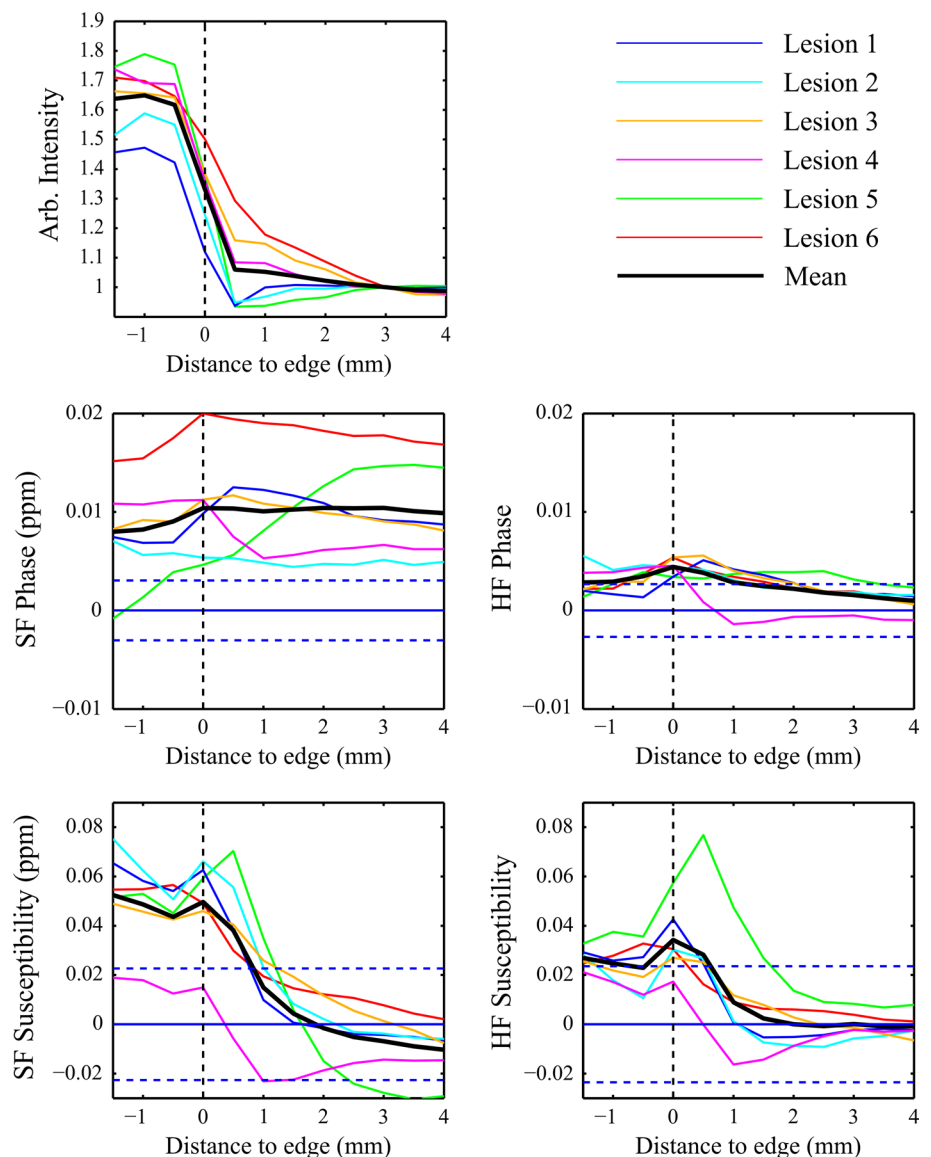 1.9
1.8
1.7
1.6
1.5
1.4
1.3
1.2
1.1
1
Arb. Intensity
−1 0 1 2 3 4
Distance to edge (mm)
Lesion 1
Lesion 2
Lesion 3
Lesion 4
Lesion 5
Lesion 6
Mean
0.02
0.01
0
−0.01
SF Phase (ppm)
−1 0 1 2 3 4
Distance to edge (mm)
0.02
0.01
0
−0.01
HF Phase
−1 0 1 2 3 4
Distance to edge (mm)
0.08
0.06
0.04
0.02
0
−0.02
SF Susceptibility (ppm)
−1 0 1 2 3 4
Distance to edge (mm)
0.08
0.06
0.04
0.02
0
−0.02
HF Susceptibility
−1 0 1 2 3 4
Distance to edge (mm)